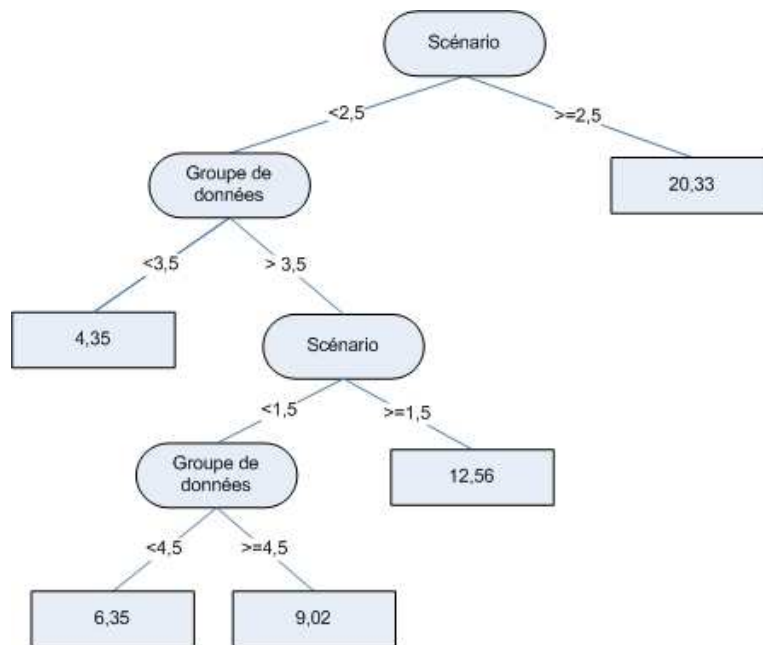 Scénario
<2,5
>=2,5
Groupe de
données
20,33
<3,5
> 3,5
4,35
Scénario
<1,5
>=1,5
Groupe de
données
12,56
<4,5
>=4,5
6,35
9,02